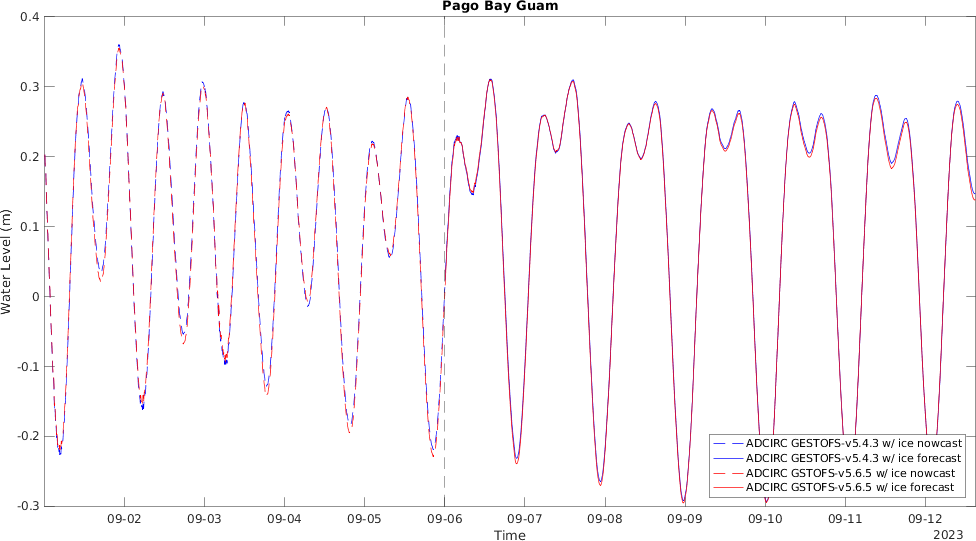 Pago Bay Guam
0.4
0.3
0.2
0.1
0
-0.1
-0.2
-0.3
Water Level (m)
ADCIRC GESTOFS-v5.4.3 w/ ice nowcast
ADCIRC GESTOFS-v5.4.3 w/ ice forecast
ADCIRC GSTOFS-v5.6.5 w/ ice nowcast
ADCIRC GSTOFS-v5.6.5 w/ ice forecast
09-02 09-03 09-04 09-05 09-06 09-07 09-08 09-09 09-10 09-11 09-12
Time
2023